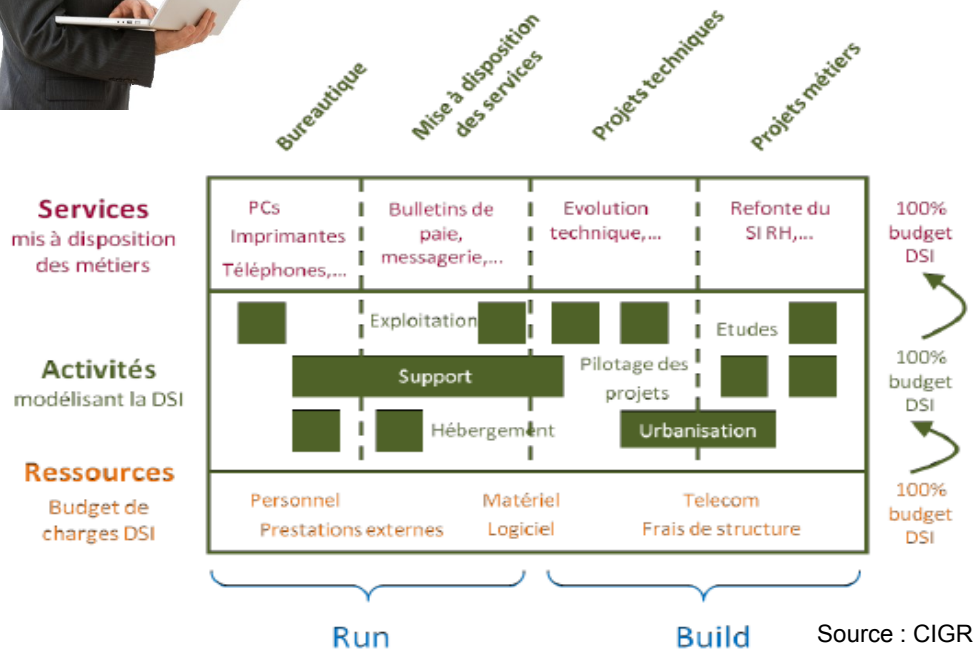 Bureautique
Mise à disposition
des services
Projets techniques
Projets métiers
Services
mis à disposition
des métiers
PCs
Imprimantes
Téléphones,...
Bulletins de
paie,
messagerie,...
Evolution
technique,...
Refonte du
SI RH,...
100%
budget
DSI
Activités
modélisant la DSI
Exploitation
Etudes
Support
Pilotage des
projets
Hébergement
Urbanisation
100%
budget
DSI
Ressources
Budget de
charges DSI
Personnel
Matériel
Telecom
Prestations externes
Logiciel
Frais de structure
100%
budget
DSI
Run
Build
Source : CIGR